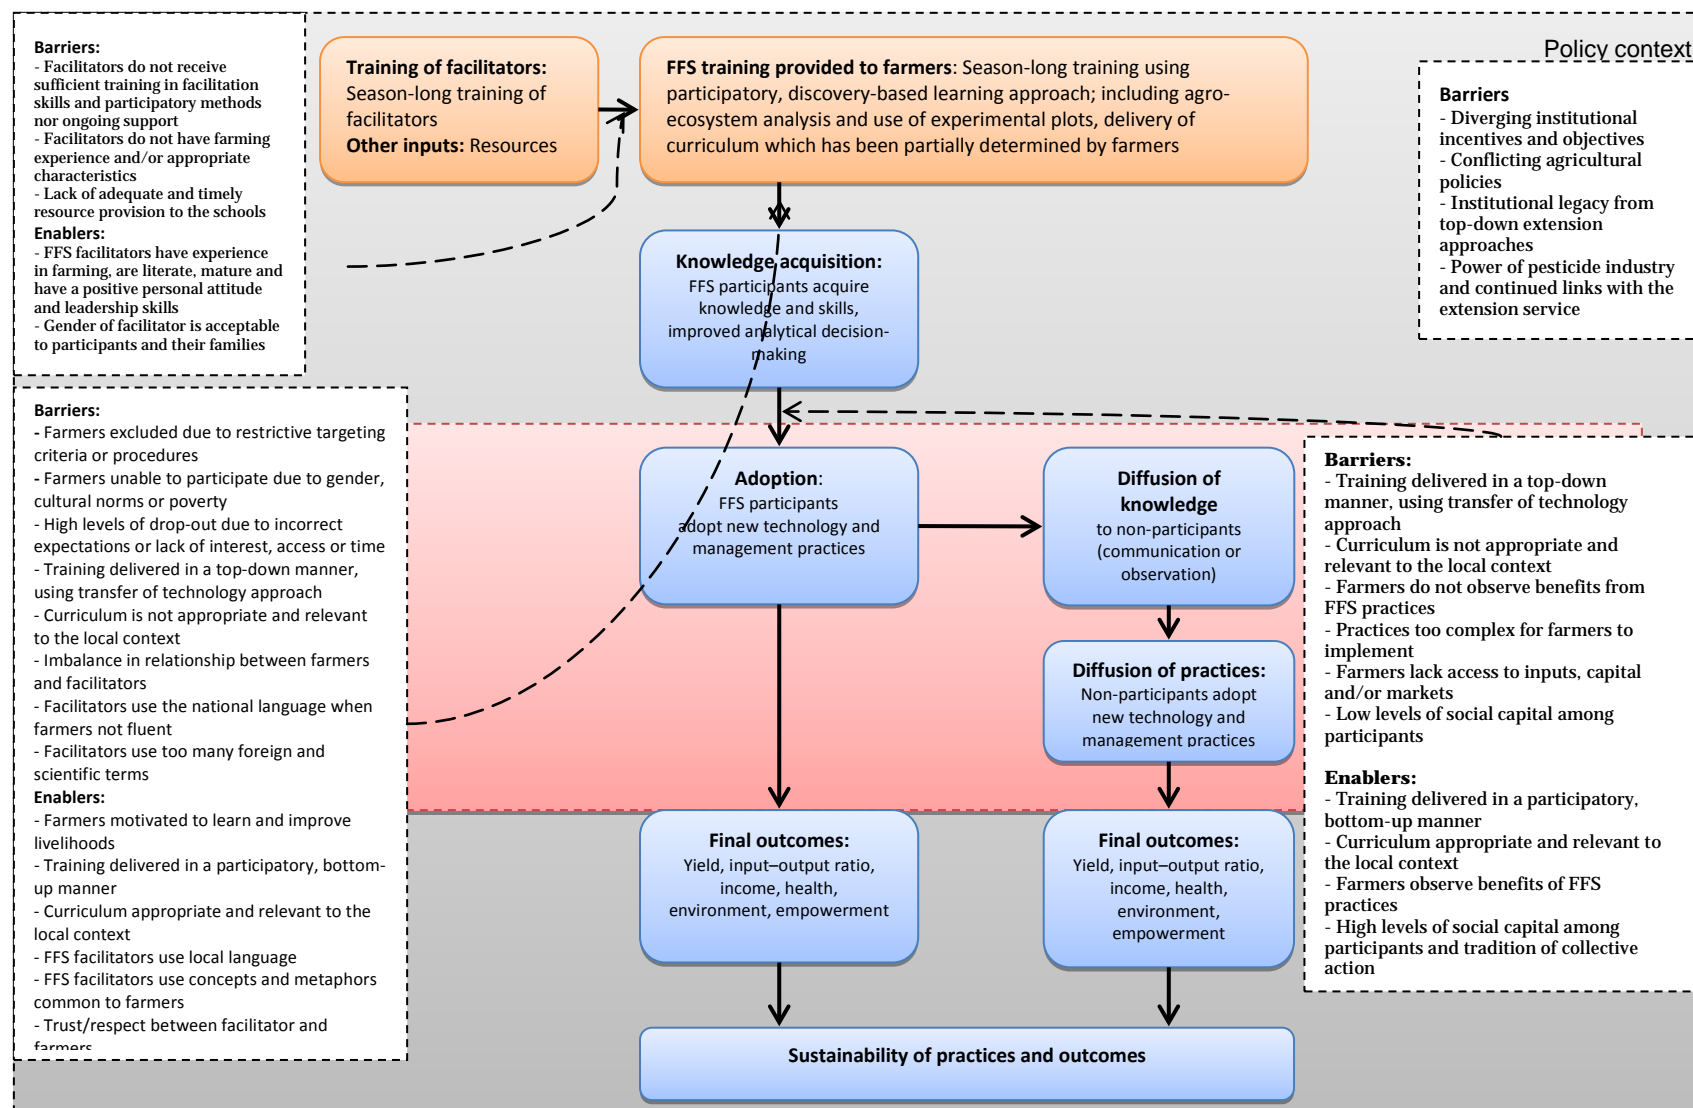 Policy context
Barriers:
- Facilitators do not receive
sufficient training in facilitation
skills and participatory methods
nor ongoing support
- Facilitators do not have farming
experience and/or appropriate
characteristics
- Lack of adequate and timely
resource provision to the schools
Enablers:
- FFS facilitators have experience
in farming, are literate, mature and
have a positive personal attitude
and leadership skills
- Gender of facilitator is acceptable
to participants and their families
Training of facilitators:
Season-long training of
facilitators
Other inputs: Resources
FFS training provided to farmers: Season-long training using
participatory, discovery-based learning approach; including agro-
ecosystem analysis and use of experimental plots, delivery of
curriculum which has been partially determined by farmers
Barriers
- Diverging institutional
incentives and objectives
- Conflicting agricultural
policies
- Institutional legacy from
top-down extension
approaches
- Power of pesticide industry
and continued links with the
extension service
Knowledge acquisition:
FFS participants acquire
knowledge and skills,
improved analytical decision-
making
Barriers:
- Farmers excluded due to restrictive targeting
criteria or procedures
- Farmers unable to participate due to gender,
cultural norms or poverty
- High levels of drop-out due to incorrect
expectations or lack of interest, access or time
- Training delivered in a top-down manner,
using transfer of technology approach
- Curriculum is not appropriate and relevant
to the local context
- Imbalance in relationship between farmers
and facilitators
- Facilitators use the national language when
farmers not fluent
- Facilitators use too many foreign and
scientific terms
Enablers:
- Farmers motivated to learn and improve
livelihoods
- Training delivered in a participatory, bottom-
up manner
- Curriculum appropriate and relevant to the
local context
- FFS facilitators use local language
- FFS facilitators use concepts and metaphors
common to farmers
- Trust/respect between facilitator and
farmers
Adoption:
FFS participants
adopt new technology and
management practices
Diffusion of
knowledge
to non-participants
(communication or
observation)
Diffusion of practices:
Non-participants adopt
new technology and
management practices
Barriers:
- Training delivered in a top-down
manner, using transfer of technology
approach
- Curriculum is not appropriate and
relevant to the local context
- Farmers do not observe benefits from
FFS practices
- Practices too complex for farmers to
implement
- Farmers lack access to inputs, capital
and/or markets
- Low levels of social capital among
participants
Enablers:
- Training delivered in a participatory,
bottom-up manner
- Curriculum appropriate and relevant to
the local context
- Farmers observe benefits of FFS
practices
- High levels of social capital among
participants and tradition of collective
action
Final outcomes:
Yield, input–output ratio,
income, health,
environment, empowerment
Final outcomes:
Yield, input–output ratio,
income, health,
environment,
empowerment
Sustainability of practices and outcomes